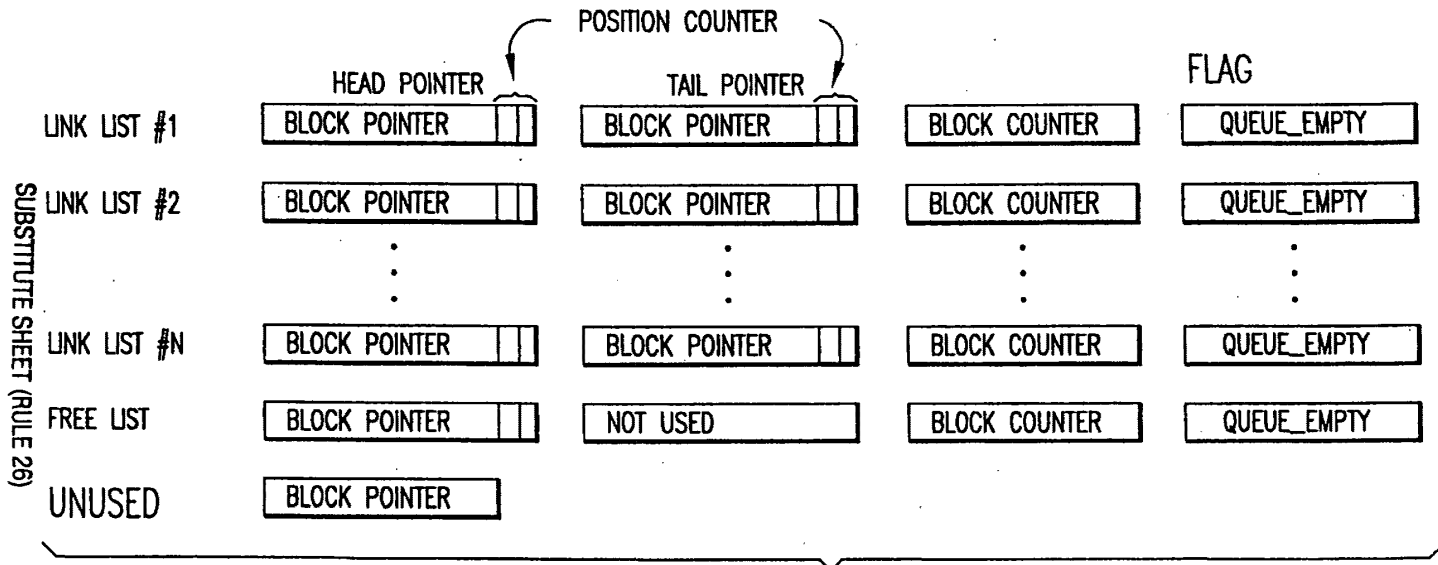 POSITION COUNTER
HEAD POINTER TAIL POINTER FLAG
LINK LIST #1 BLOCK POINTER BLOCK POINTER BLOCK COUNTER QUEUE_EMPTY
LINK LIST #2 BLOCK POINTER BLOCK POINTER BLOCK COUNTER QUEUE_EMPTY
LINK LIST #N BLOCK POINTER BLOCK POINTER BLOCK COUNTER QUEUE_EMPTY
FREE LIST BLOCK POINTER NOT USED BLOCK COUNTER QUEUE_EMPTY
UNUSED BLOCK POINTER
SUBSTITUTE SHEET (RULE 26)